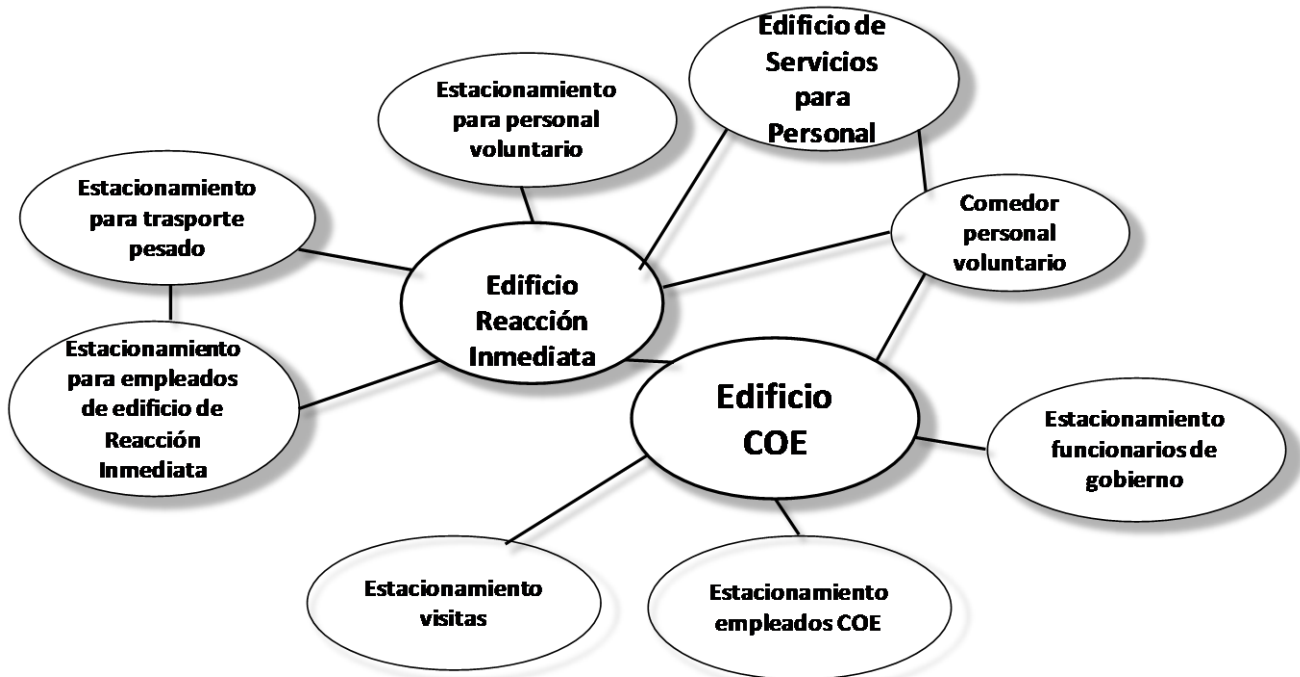 Edificio de
Servicios
para
Personal
Estacionamiento
para personal
voluntario
Estacionamiento
para trasporte
pesado
Comedor
personal
voluntario
Edificio
Reacción
Inmediata
Estacionamiento
para empleados
de edificio de
Reacción
Inmediata
Edificio
COE
Estacionamiento
funcionarios de
gobierno
Estacionamiento
visitas
Estacionamiento
empleados COE